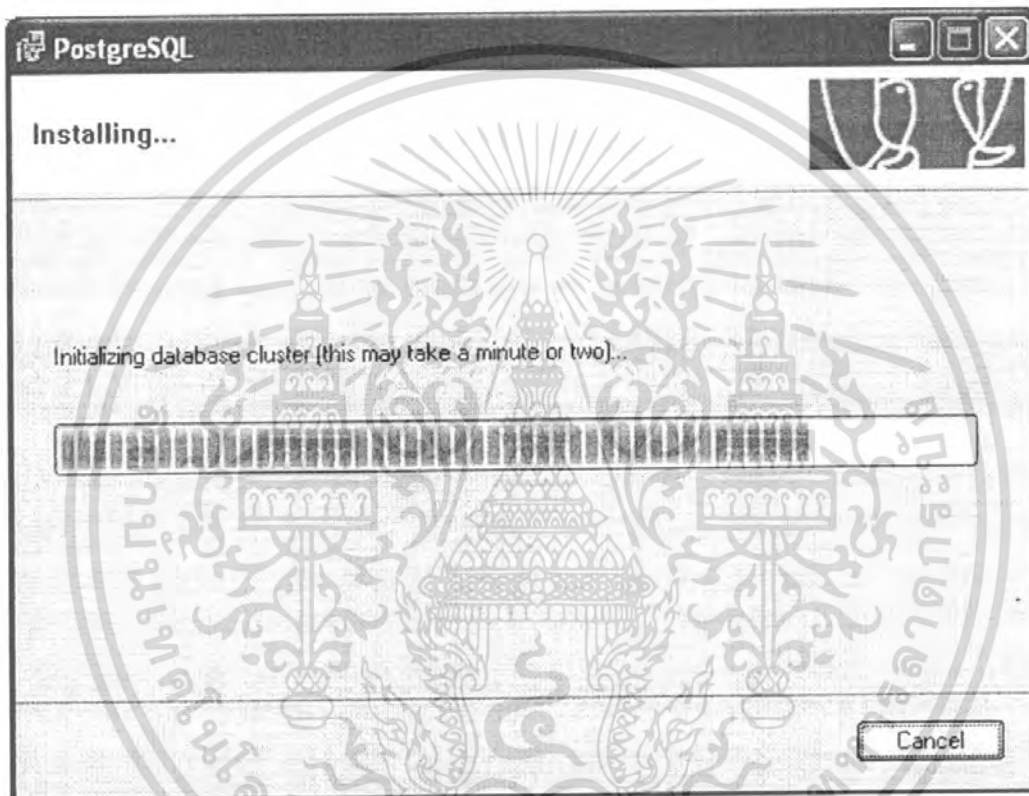 PostgreSQL
Installing...
Initializing database cluster (this may take a minute or two)...
Cancel